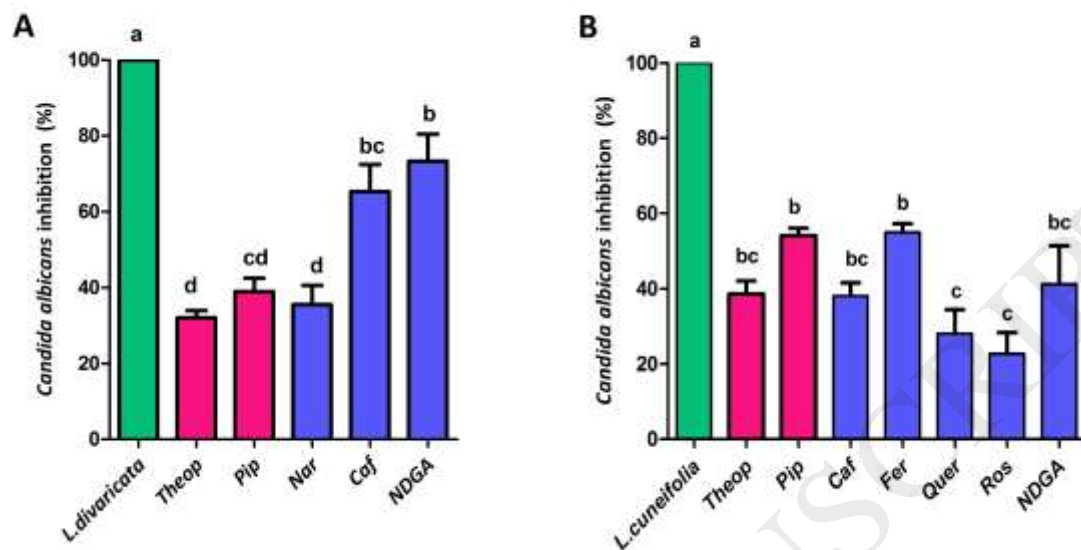 A
Candida albicans inhibition (%)
100
80
60
40
20
0
a
d
cd
d
bc
b
L.divaricata
Theop
Pip
Nar
Caf
NDGA
B
Candida albicans inhibition (%)
100
80
60
40
20
0
a
bc
b
bc
b
c
c
bc
L.cuneifolia
Theop
Pip
Caf
Fer
Quer
Ros
NDGA